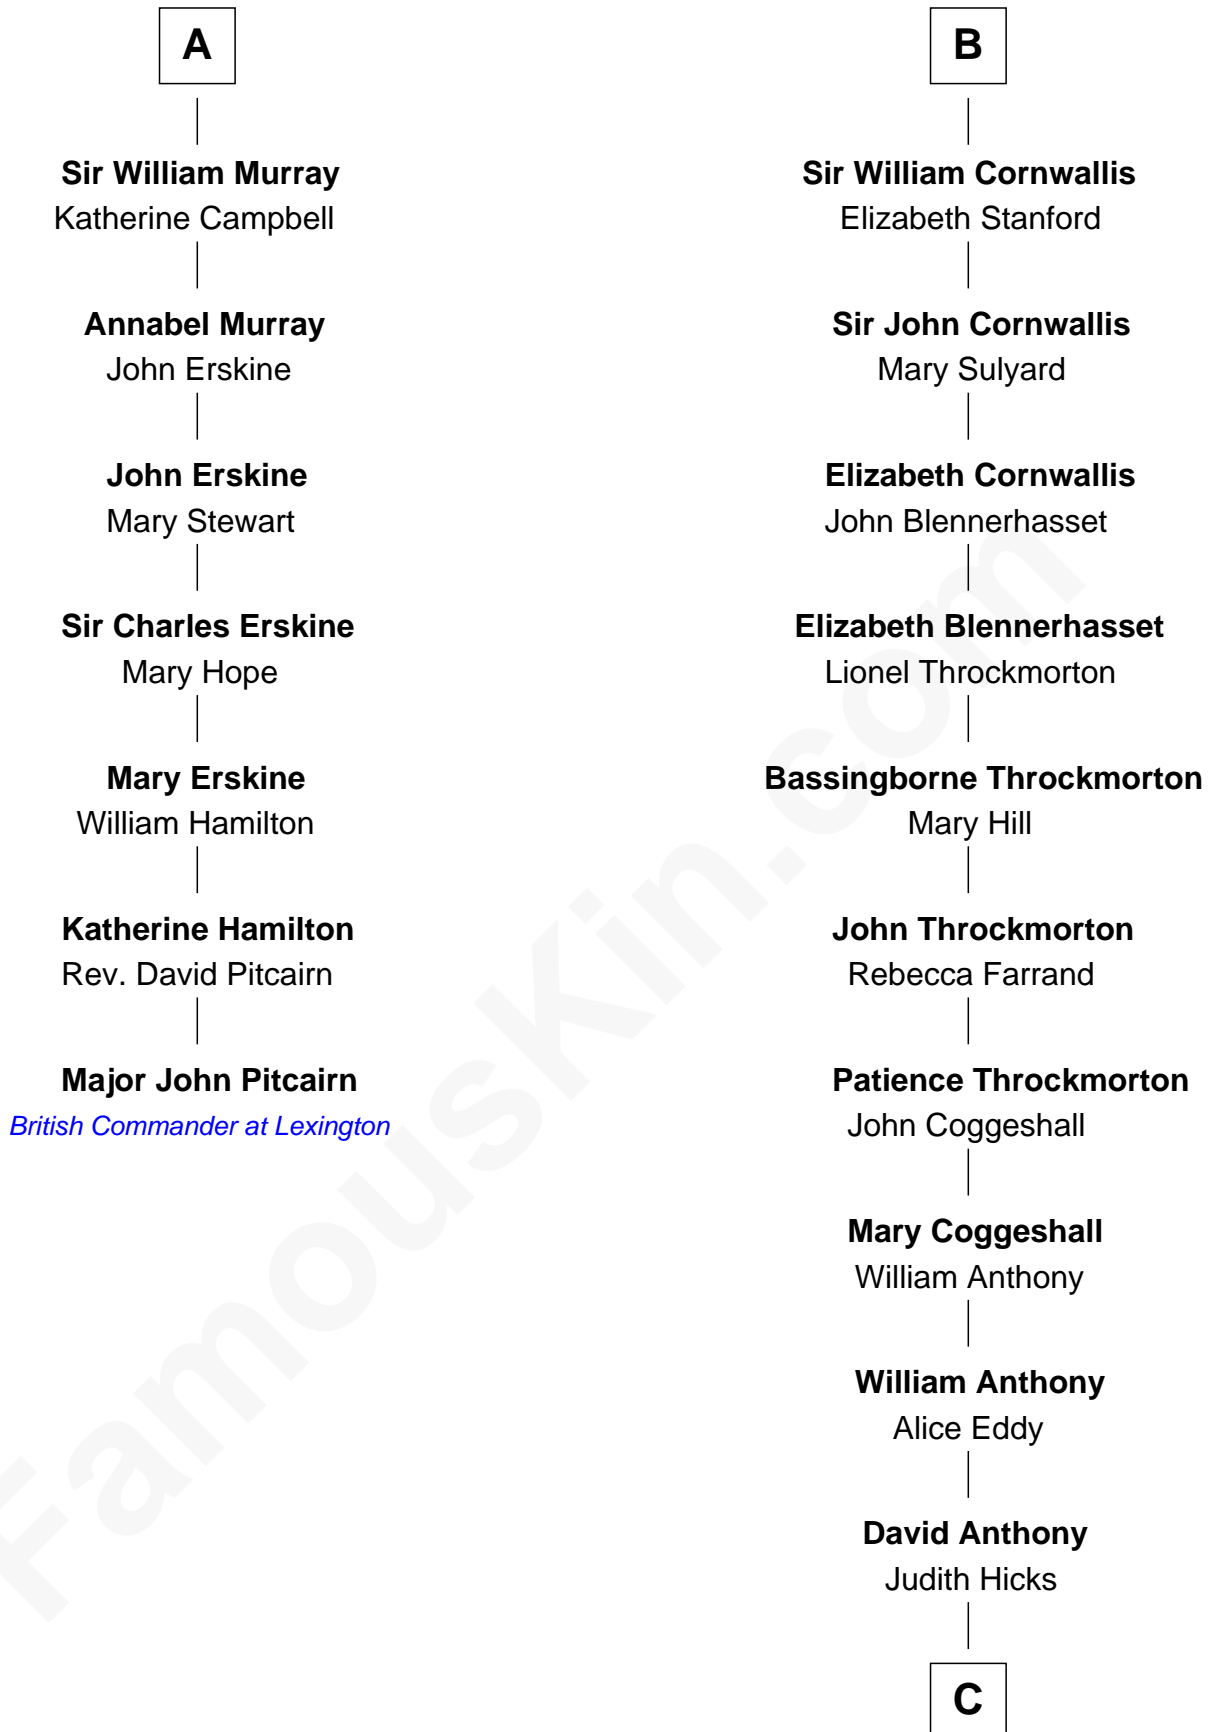 A
Sir William Murray
Katherine Campbell
Annabel Murray
John Erskine
John Erskine
Mary Stewart
Sir Charles Erskine
Mary Hope
Mary Erskine
William Hamilton
Katherine Hamilton
Rev. David Pitcairn
Major John Pitcairn
British Commander at Lexington
B
Sir William Cornwallis
Elizabeth Stanford
Sir John Cornwallis
Mary Sulyard
Elizabeth Cornwallis
John Blennerhasset
Elizabeth Blennerhasset
Lionel Throckmorton
Bassingborne Throckmorton
Mary Hill
John Throckmorton
Rebecca Farrand
Patience Throckmorton
John Coggeshall
Mary Coggeshall
William Anthony
William Anthony
Alice Eddy
David Anthony
Judith Hicks
C
FamousKin.com